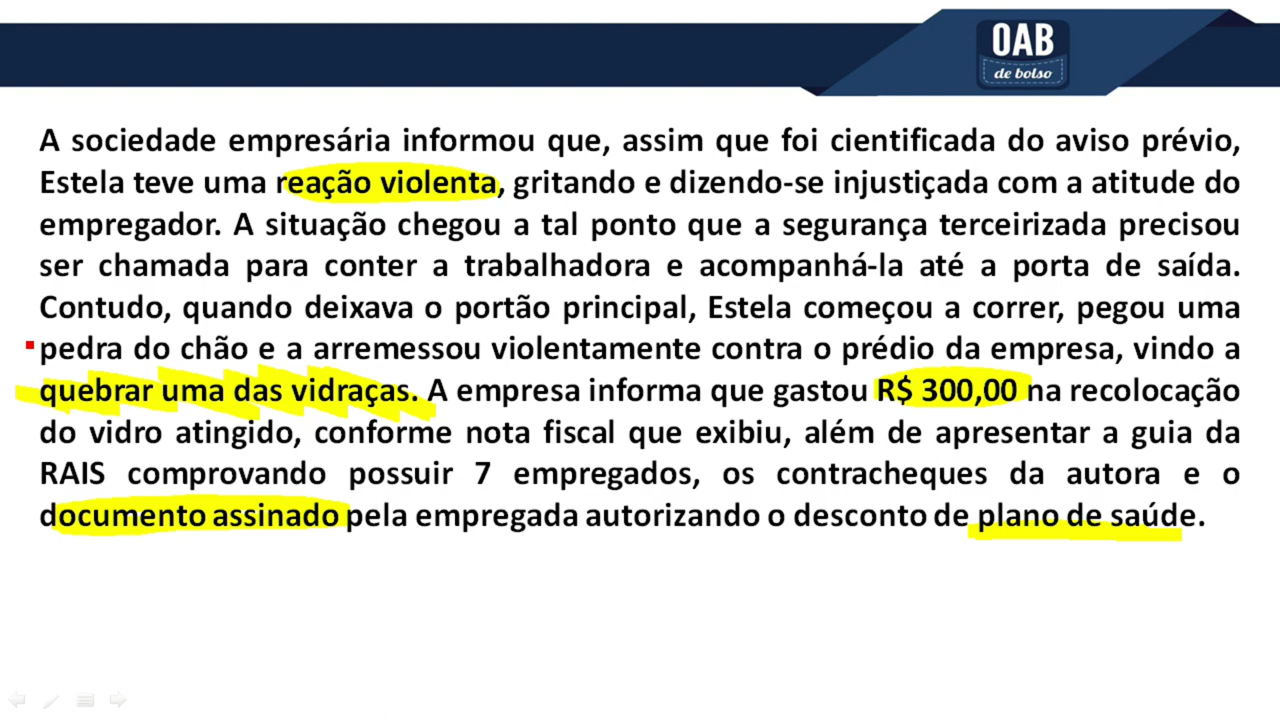 OAB
de bolso
A sociedade empresária informou que, assim que foi cientificada do aviso prévio,
Estela teve uma reação violenta, gritando e dizendo-se injustiçada com a atitude do
empregador. A situação chegou a tal ponto que a segurança terceirizada precisou
ser chamada para conter a trabalhadora e acompanhá-la até a porta de saída.
Contudo, quando deixava o portão principal, Estela começou a correr, pegou uma
pedra do chão e a arremessou violentamente contra o prédio da empresa, vindo a
quebrar uma das vidraças. A empresa informa que gastou R$ 300,00 na recolocação
do vidro atingido, conforme nota fiscal que exibiu, além de apresentar a guia da
RAIS comprovando possuir 7 empregados, os contracheques da autora e o
documento assinado pela empregada autorizando o desconto de plano de saúde.